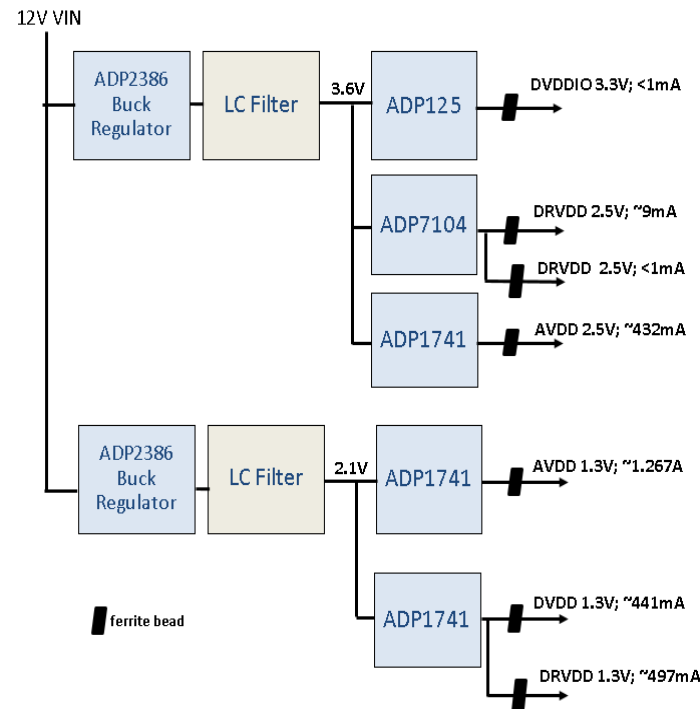 12V VIN
ADP2386
Buck
Regulator
LC Filter
3.6V
ADP125
DVDDIO 3.3V; <1mA
ADP7104
DRVDD 2.5V; ~9mA
DRVDD 2.5V; <1mA
ADP1741
AVDD 2.5V; ~432mA
ADP2386
Buck
Regulator
LC Filter
2.1V
ADP1741
AVDD 1.3V; ~1.267A
ADP1741
DVDD 1.3V; ~441mA
DRVDD 1.3V; ~497mA
ferrite bead